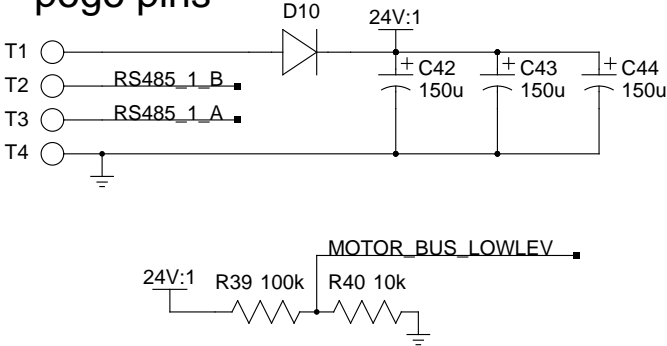 pogo pins
D10
24V:1
T1
T2 RS485_1_B
T3 RS485_1_A
T4
+ C42
150u
+ C43
150u
+ C44
150u
MOTOR_BUS_LOWLEV
24V:1 R39 100k R40 10k